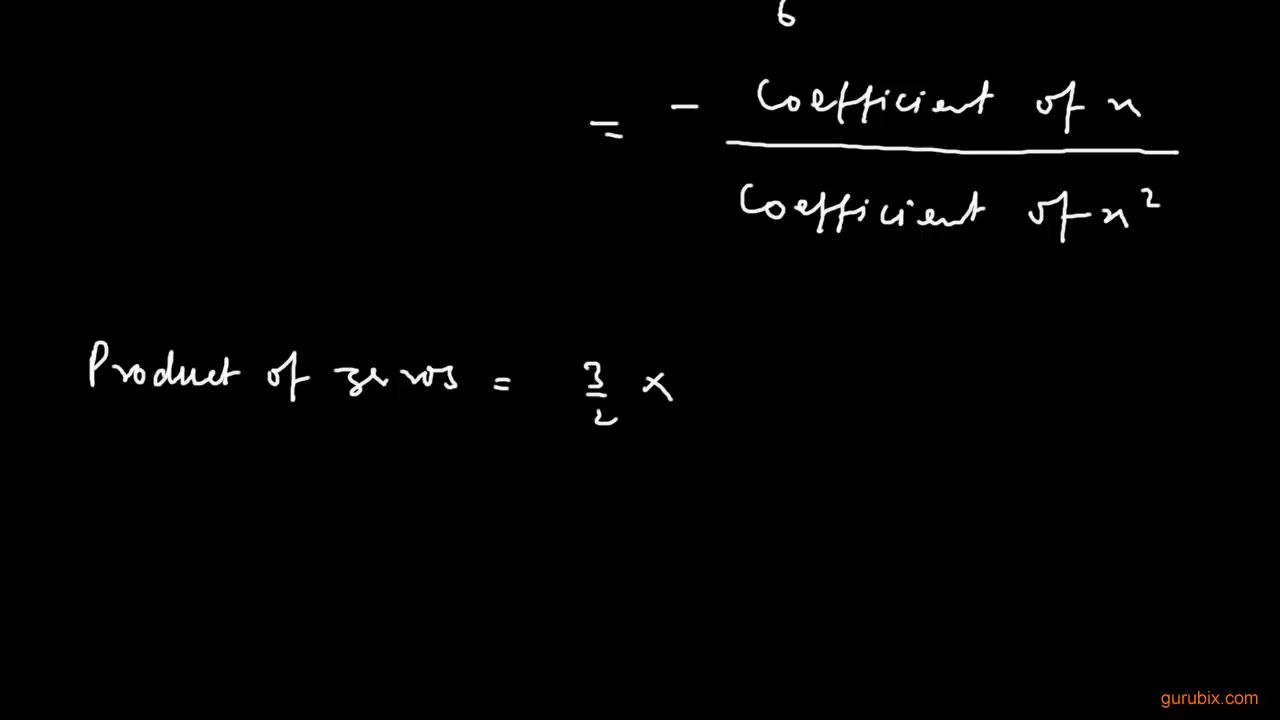 6
= - Coefficient of x
Coefficient of x²
Product of zeros = 3/2 ×
gurubix.com